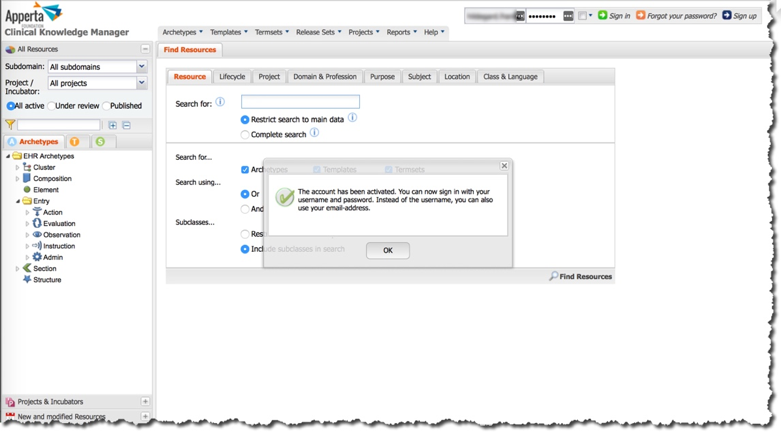 Apperta
FOUNDATION
Clinical Knowledge Manager
Sign in
Forgot your password?
Sign up
Archetypes Templates Termsets Release Sets Projects Reports Help
All Resources
Subdomain: All subdomains
Project / Incubator: All projects
All active Under review Published
Archetypes T S
EHR Archetypes
Cluster
Composition
Element
Entry
Action
Evaluation
Observation
Instruction
Admin
Section
Structure
Projects & Incubators
New and modified Resources
Find Resources
Resource Lifecycle Project Domain & Profession Purpose Subject Location Class & Language
Search for:
Restrict search to main data
Complete search
Search for...
Archetypes Templates Termsets
Search using...
Or
And
Subclasses...
Include subclasses in search
The account has been activated. You can now sign in with your
username and password. Instead of the username, you can also
use your email-address.
OK
Find Resources